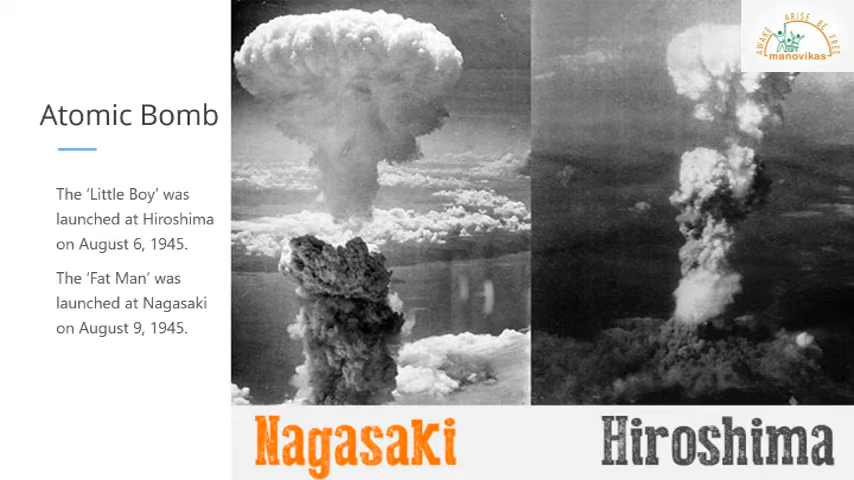 AWAKE ARISE BE FREE
manovikas
Atomic Bomb
The ‘Little Boy’ was
launched at Hiroshima
on August 6, 1945.
The ‘Fat Man’ was
launched at Nagasaki
on August 9, 1945.
Nagasaki
Hiroshima